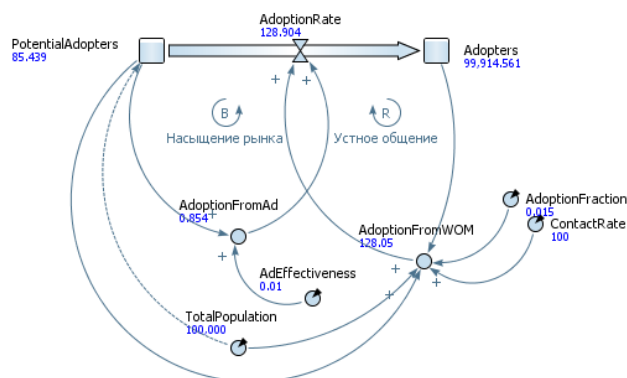 AdoptionRate
128.904
PotentialAdopters
85.439
Adopters
99,914.561
+
+
B
R
Насыщение рынка
Устное общение
AdoptionFromAd
0.854
+
+
AdoptionFraction
0.015
ContactRate
100
AdoptionFromWOM
128.05
+
+
+
+
AdEffectiveness
0.01
TotalPopulation
100,000